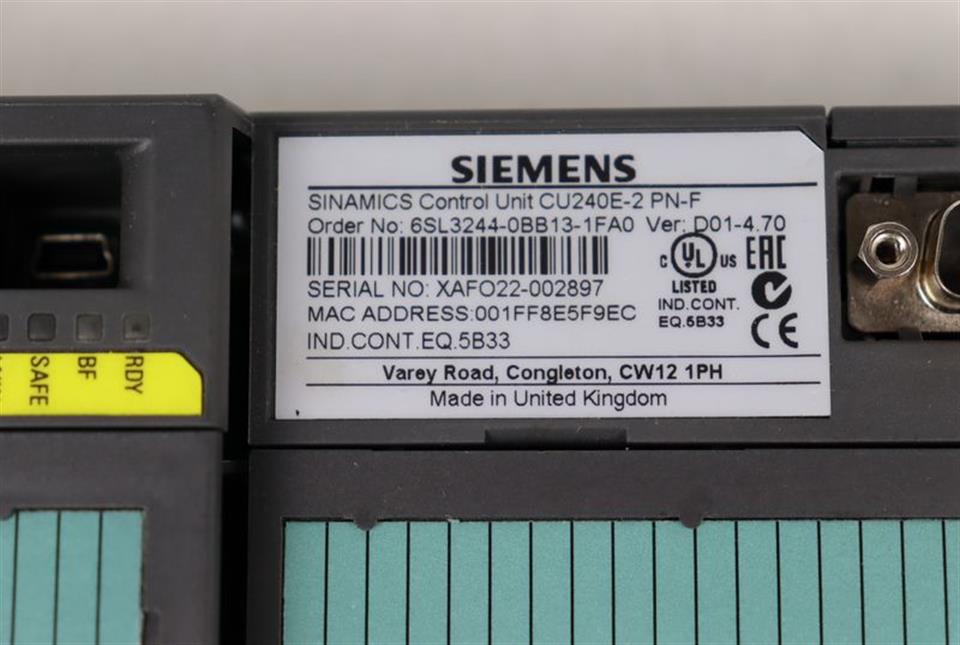 SIEMENS
SINAMICS Control Unit CU240E-2 PN-F
Order No: 6SL3244-0BB13-1FA0 Ver: D01-4.70
SERIAL NO: XAFO22-002897
MAC ADDRESS:001FF8E5F9EC
IND.CONT.EQ.5B33
C UL US
LISTED
IND.CONT.
EQ.5B33
EAC
CE
Varey Road, Congleton, CW12 1PH
Made in United Kingdom
SAFE
BF
RDY